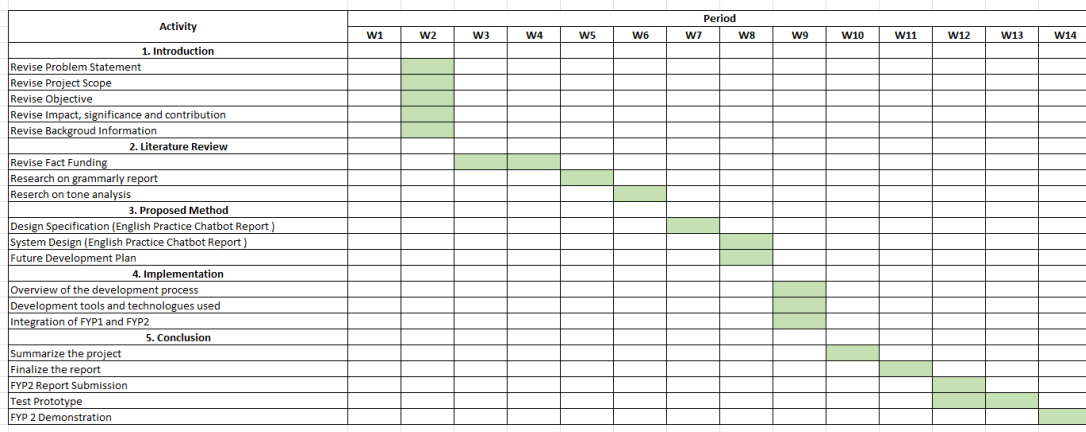 Activity
Period
W1 W2 W3 W4 W5 W6 W7 W8 W9 W10 W11 W12 W13 W14
1. Introduction
Revise Problem Statement
Revise Project Scope
Revise Objective
Revise Impact, significance and contribution
Revise Backgroud Information
2. Literature Review
Revise Fact Funding
Research on grammarly report
Reserch on tone analysis
3. Proposed Method
Design Specification (English Practice Chatbot Report )
System Design (English Practice Chatbot Report )
Future Development Plan
4. Implementation
Overview of the development process
Development tools and technologues used
Integration of FYP1 and FYP2
5. Conclusion
Summarize the project
Finalize the report
FYP2 Report Submission
Test Prototype
FYP 2 Demonstration